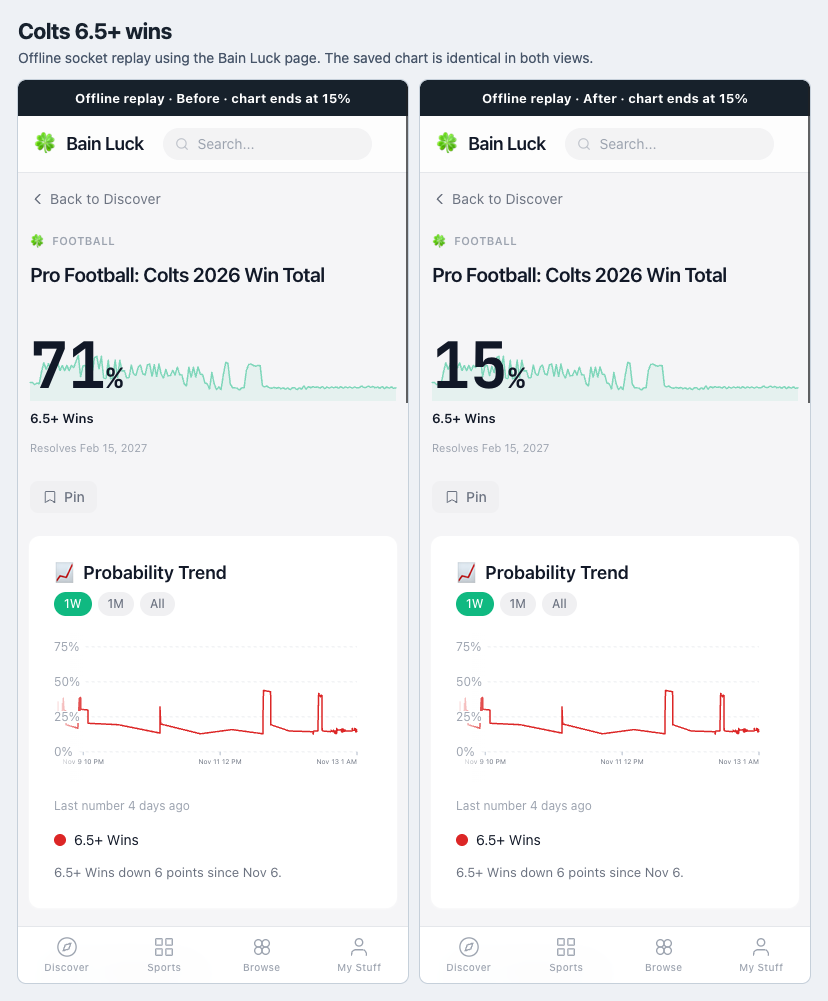 Colts 6.5+ wins
Offline socket replay using the Bain Luck page. The saved chart is identical in both views.
Offline replay · Before · chart ends at 15%
Bain Luck
Search...
Back to Discover
FOOTBALL
Pro Football: Colts 2026 Win Total
71%
6.5+ Wins
Resolves Feb 15, 2027
Pin
Probability Trend
1W 1M All
75%
50%
25%
0%
Nov 9 10 PM Nov 11 12 PM Nov 13 1 AM
Last number 4 days ago
6.5+ Wins
6.5+ Wins down 6 points since Nov 6.
Discover Sports Browse My Stuff
Offline replay · After · chart ends at 15%
Bain Luck
Search...
Back to Discover
FOOTBALL
Pro Football: Colts 2026 Win Total
15%
6.5+ Wins
Resolves Feb 15, 2027
Pin
Probability Trend
1W 1M All
75%
50%
25%
0%
Nov 9 10 PM Nov 11 12 PM Nov 13 1 AM
Last number 4 days ago
6.5+ Wins
6.5+ Wins down 6 points since Nov 6.
Discover Sports Browse My Stuff